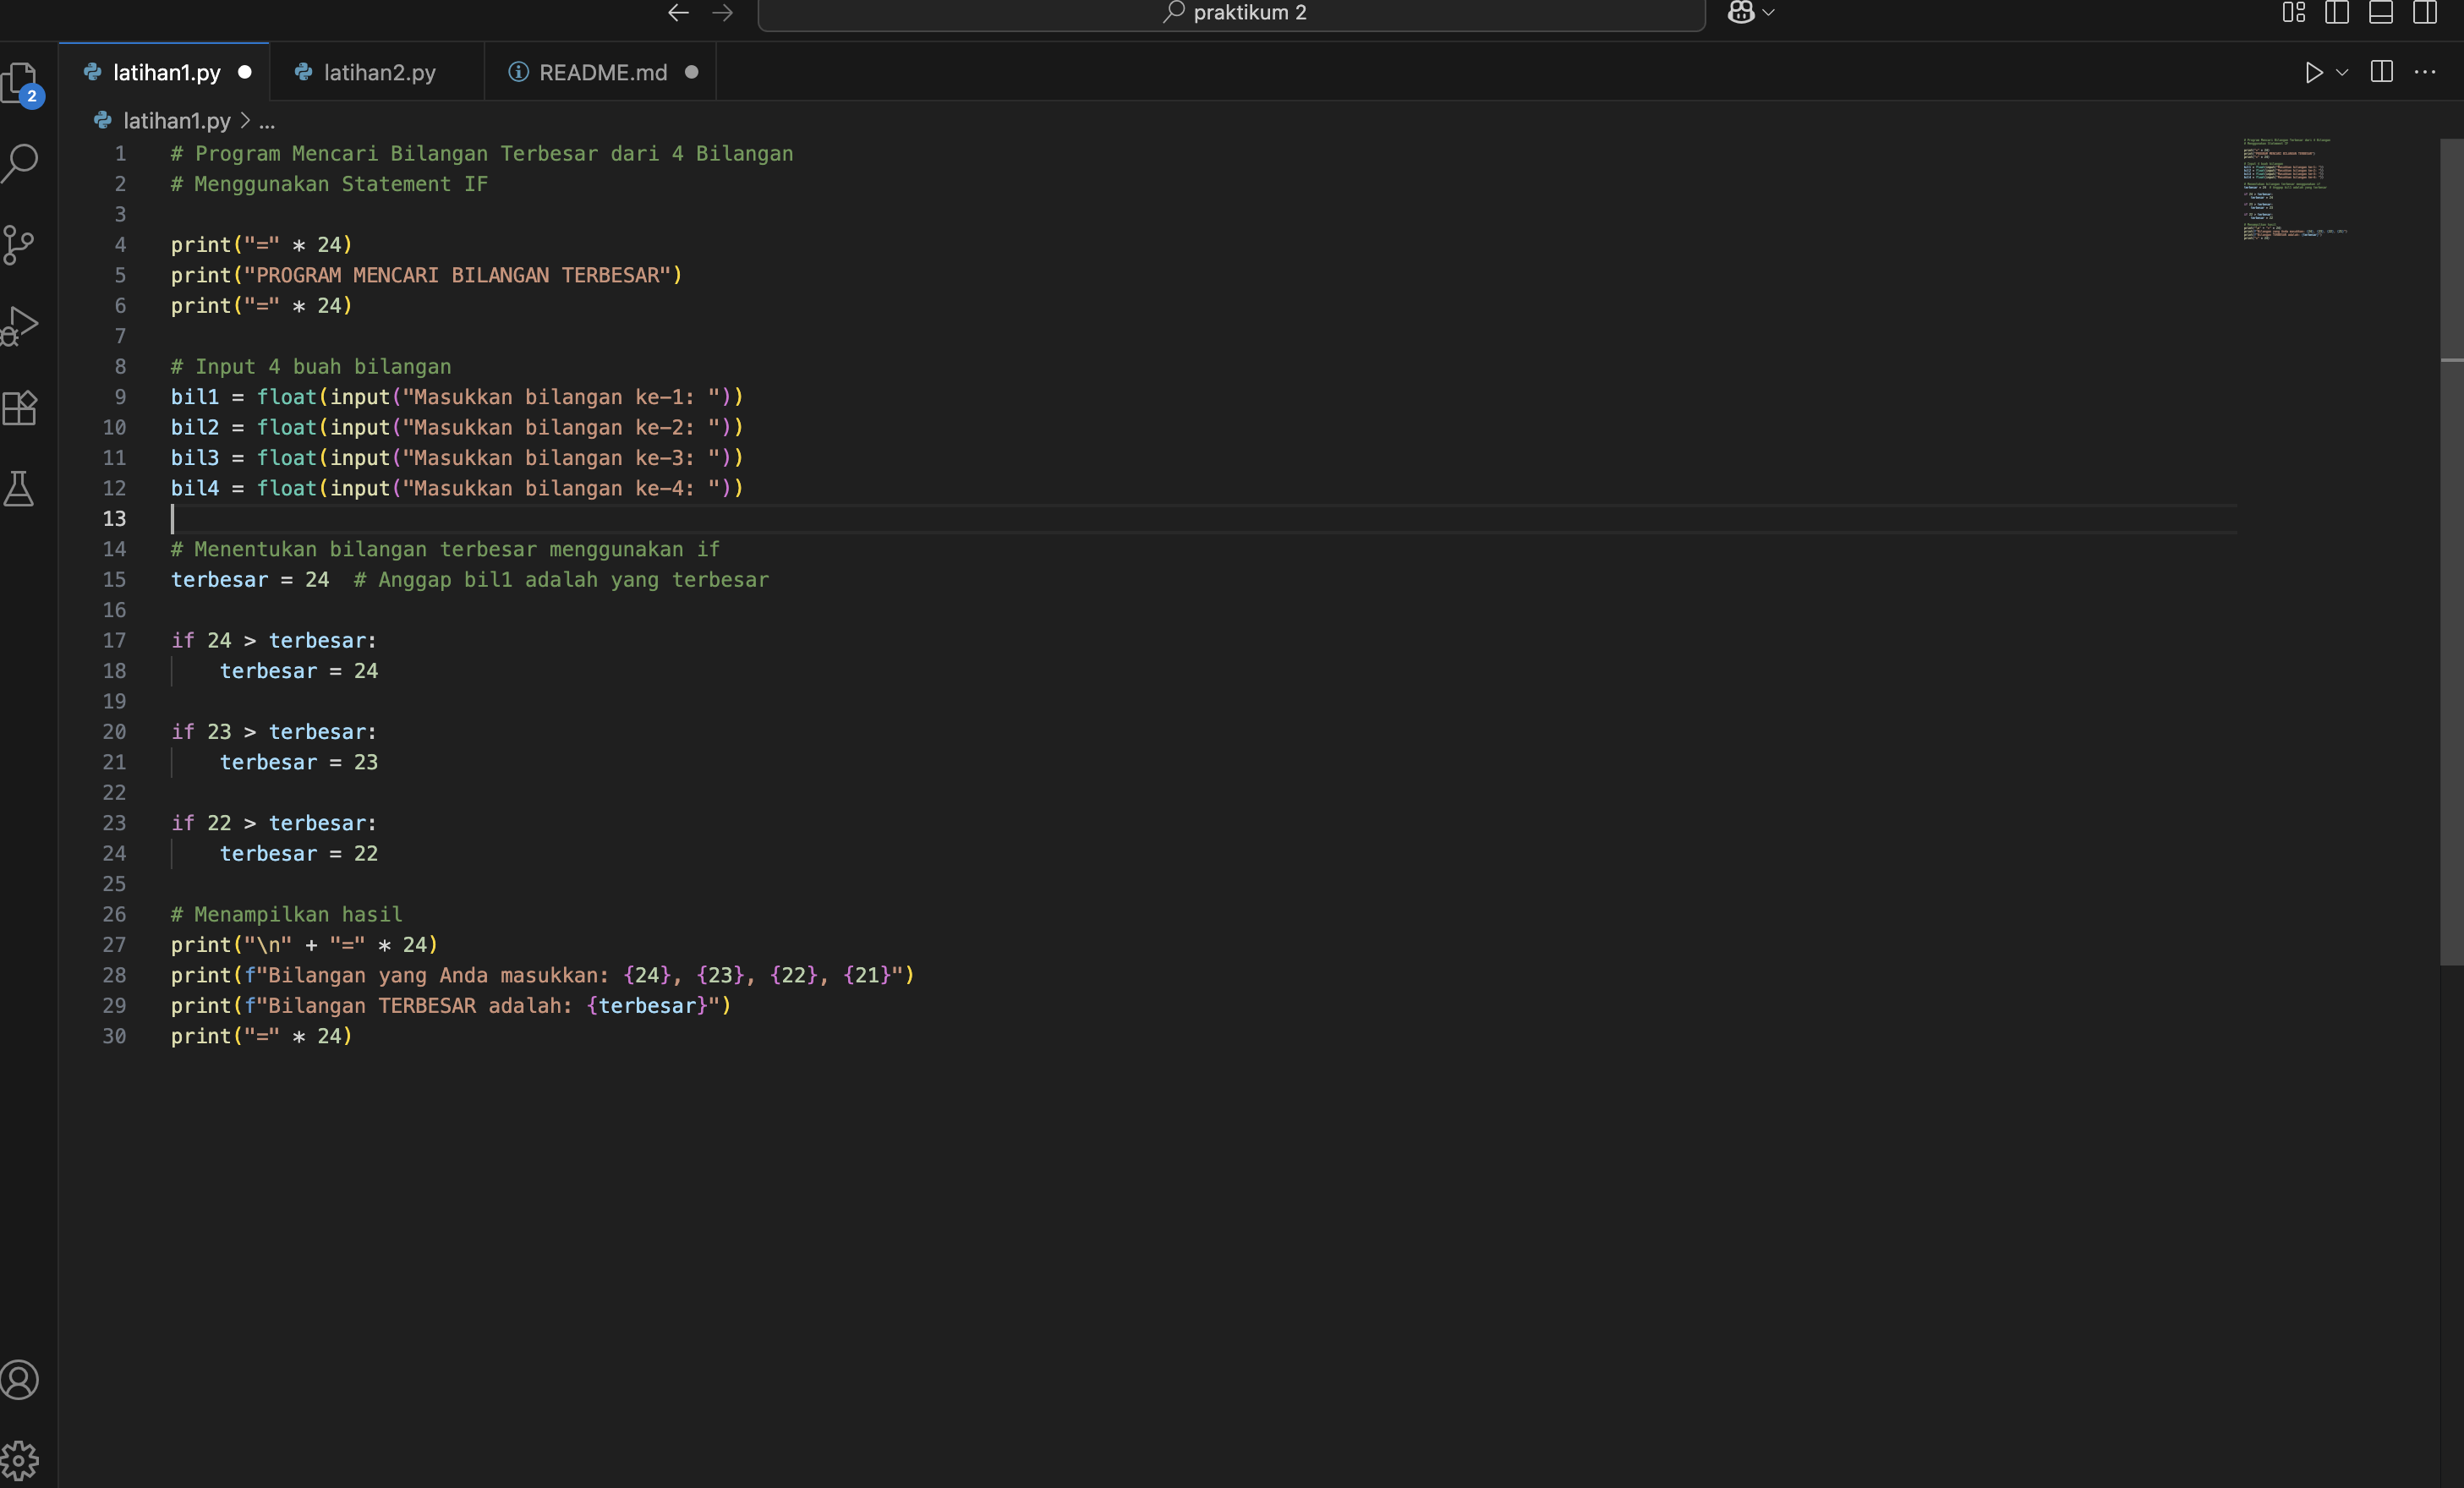 praktikum 2
latihan1.py
latihan2.py
README.md
2
latihan1.py > ...
1 # Program Mencari Bilangan Terbesar dari 4 Bilangan
2 # Menggunakan Statement IF
3
4 print("=" * 24)
5 print("PROGRAM MENCARI BILANGAN TERBESAR")
6 print("=" * 24)
7
8 # Input 4 buah bilangan
9 bil1 = float(input("Masukkan bilangan ke-1: "))
10 bil2 = float(input("Masukkan bilangan ke-2: "))
11 bil3 = float(input("Masukkan bilangan ke-3: "))
12 bil4 = float(input("Masukkan bilangan ke-4: "))
13
14 # Menentukan bilangan terbesar menggunakan if
15 terbesar = 24  # Anggap bil1 adalah yang terbesar
16
17 if 24 > terbesar:
18     terbesar = 24
19
20 if 23 > terbesar:
21     terbesar = 23
22
23 if 22 > terbesar:
24     terbesar = 22
25
26 # Menampilkan hasil
27 print("\n" + "=" * 24)
28 print(f"Bilangan yang Anda masukkan: {24}, {23}, {22}, {21}")
29 print(f"Bilangan TERBESAR adalah: {terbesar}")
30 print("=" * 24)